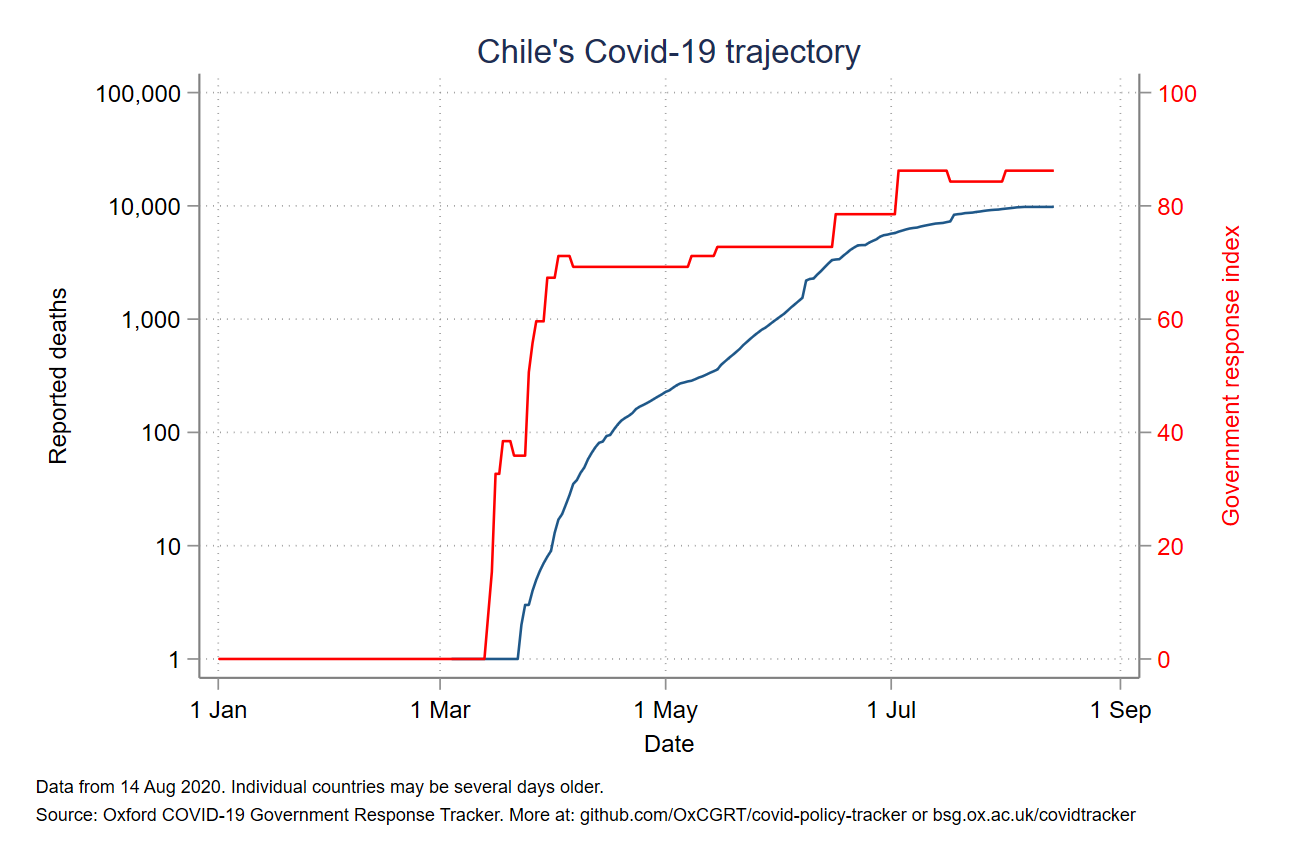 Chile's Covid-19 trajectory
100,000
10,000
1,000
100
10
1
Reported deaths
100
80
60
40
20
0
Government response index
1 Jan
1 Mar
1 May
1 Jul
1 Sep
Date
Data from 14 Aug 2020. Individual countries may be several days older.
Source: Oxford COVID-19 Government Response Tracker. More at: github.com/OxCGRT/covid-policy-tracker or bsg.ox.ac.uk/covidtracker